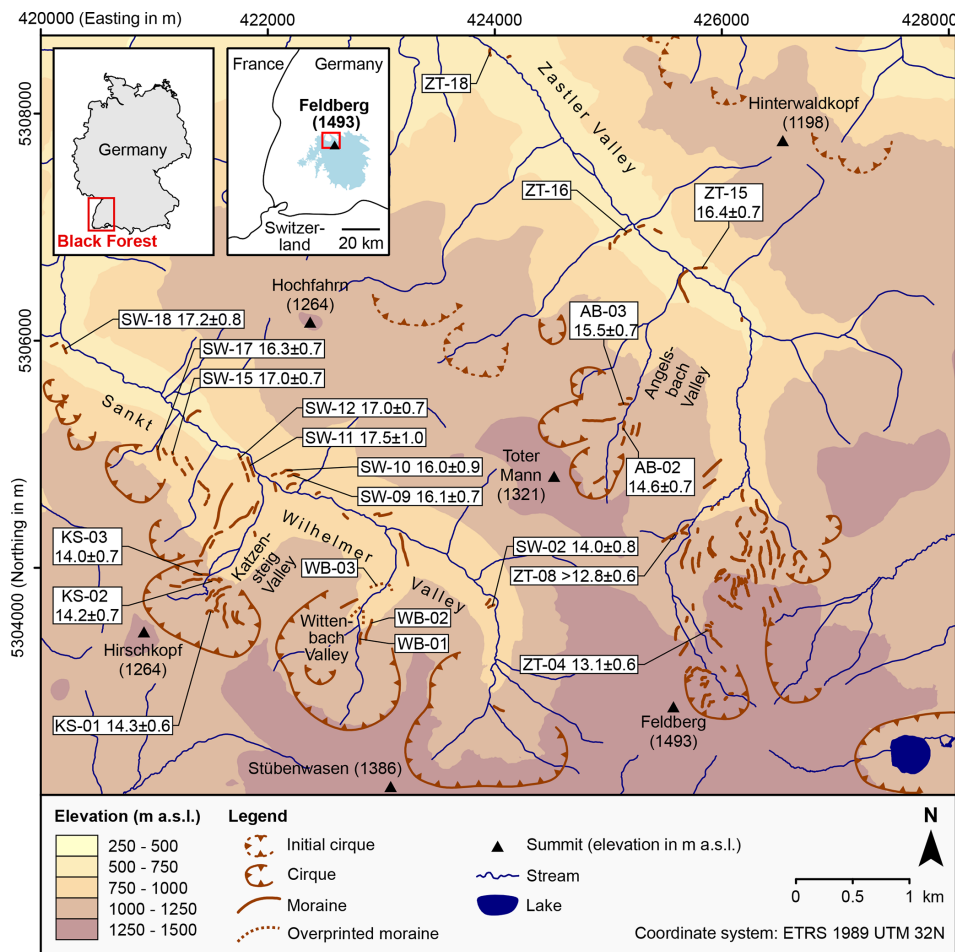 420000 (Easting in m)
422000
424000
426000
428000
5308000
5306000
5304000 (Northing in m)
Germany
Black Forest
France
Germany
Feldberg
(1493)
Switzer-
land
20 km
ZT-18
Zastler Valley
Hinterwaldkopf
(1198)
ZT-16
ZT-15
16.4±0.7
Hochfahrn
(1264)
AB-03
15.5±0.7
SW-18 17.2±0.8
SW-17 16.3±0.7
SW-15 17.0±0.7
Angels-
bach
Valley
Sankt
SW-12 17.0±0.7
SW-11 17.5±1.0
SW-10 16.0±0.9
SW-09 16.1±0.7
Toter
Mann
(1321)
AB-02
14.6±0.7
Wilhelmer
KS-03
14.0±0.7
Katzen-
steig
Valley
SW-02 14.0±0.8
WB-03
ZT-08 >12.8±0.6
Valley
KS-02
14.2±0.7
Witten-
bach
Valley
WB-02
WB-01
Hirschkopf
(1264)
ZT-04 13.1±0.6
KS-01 14.3±0.6
Feldberg
(1493)
Stübenwasen (1386)
Elevation (m a.s.l.)
250 - 500
500 - 750
750 - 1000
1000 - 1250
1250 - 1500
Legend
Initial cirque
Cirque
Moraine
Overprinted moraine
Summit (elevation in m a.s.l.)
Stream
Lake
N
0 0.5 1 km
Coordinate system: ETRS 1989 UTM 32N